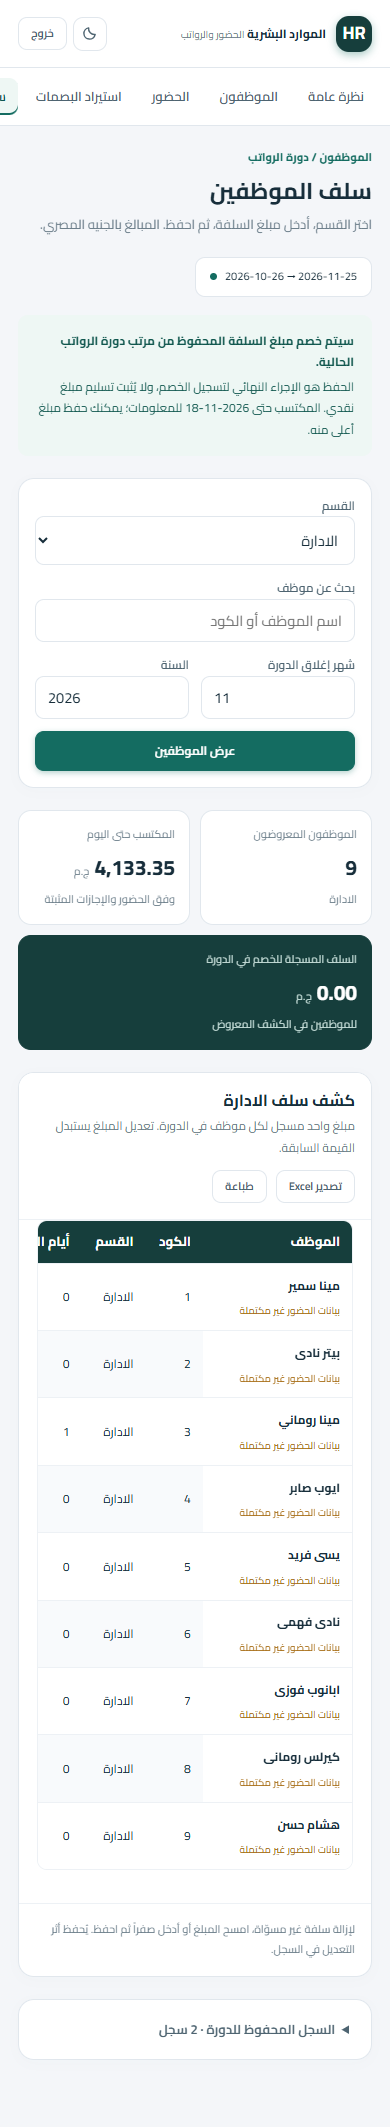 HR
الموارد البشرية الحضور والرواتب
خروج
نظرة عامة
الموظفون
الحضور
استيراد البصمات
الموظفون / دورة الرواتب
سلف الموظفين
اختر القسم، أدخل مبلغ السلفة، ثم احفظ. المبالغ بالجنيه المصري.
2026-10-26 — 2026-11-25
سيتم خصم مبلغ السلفة المحفوظ من مرتب دورة الرواتب
الحالية.
الحفظ هو الإجراء النهائي لتسجيل الخصم، ولا يُثبت تسليم مبلغ
نقدي. المكتسب حتى 2026-11-18 للمعلومات؛ يمكنك حفظ مبلغ
أعلى منه.
القسم
الادارة
بحث عن موظف
اسم الموظف أو الكود
شهر إغلاق الدورة
السنة
11
2026
عرض الموظفين
الموظفون المعروضون
9
الادارة
المكتسب حتى اليوم
4,133.35 ج.م
وفق الحضور والإجازات المثبتة
السلف المسجلة للخصم في الدورة
0.00 ج.م
للموظفين في الكشف المعروض
كشف سلف الادارة
مبلغ واحد مسجل لكل موظف في الدورة. تعديل المبلغ يستبدل
القيمة السابقة.
تصدير Excel
طباعة
الموظف الكود القسم أيام
مينا سمير 1 الادارة 0
بيانات الحضور غير مكتملة
بيتر نادى 2 الادارة 0
بيانات الحضور غير مكتملة
مينا روماني 3 الادارة 1
بيانات الحضور غير مكتملة
ايوب صابر 4 الادارة 0
بيانات الحضور غير مكتملة
يسى فريد 5 الادارة 0
بيانات الحضور غير مكتملة
نادى فهمى 6 الادارة 0
بيانات الحضور غير مكتملة
ابانوب فوزى 7 الادارة 0
بيانات الحضور غير مكتملة
كيرلس رومانى 8 الادارة 0
بيانات الحضور غير مكتملة
هشام حسن 9 الادارة 0
بيانات الحضور غير مكتملة
لإزالة سلفة غير مسوّاة، امسح المبلغ أو أدخل صفراً ثم احفظ. يُحفظ أثر
التعديل في السجل.
السجل المحفوظ للدورة · 2 سجل